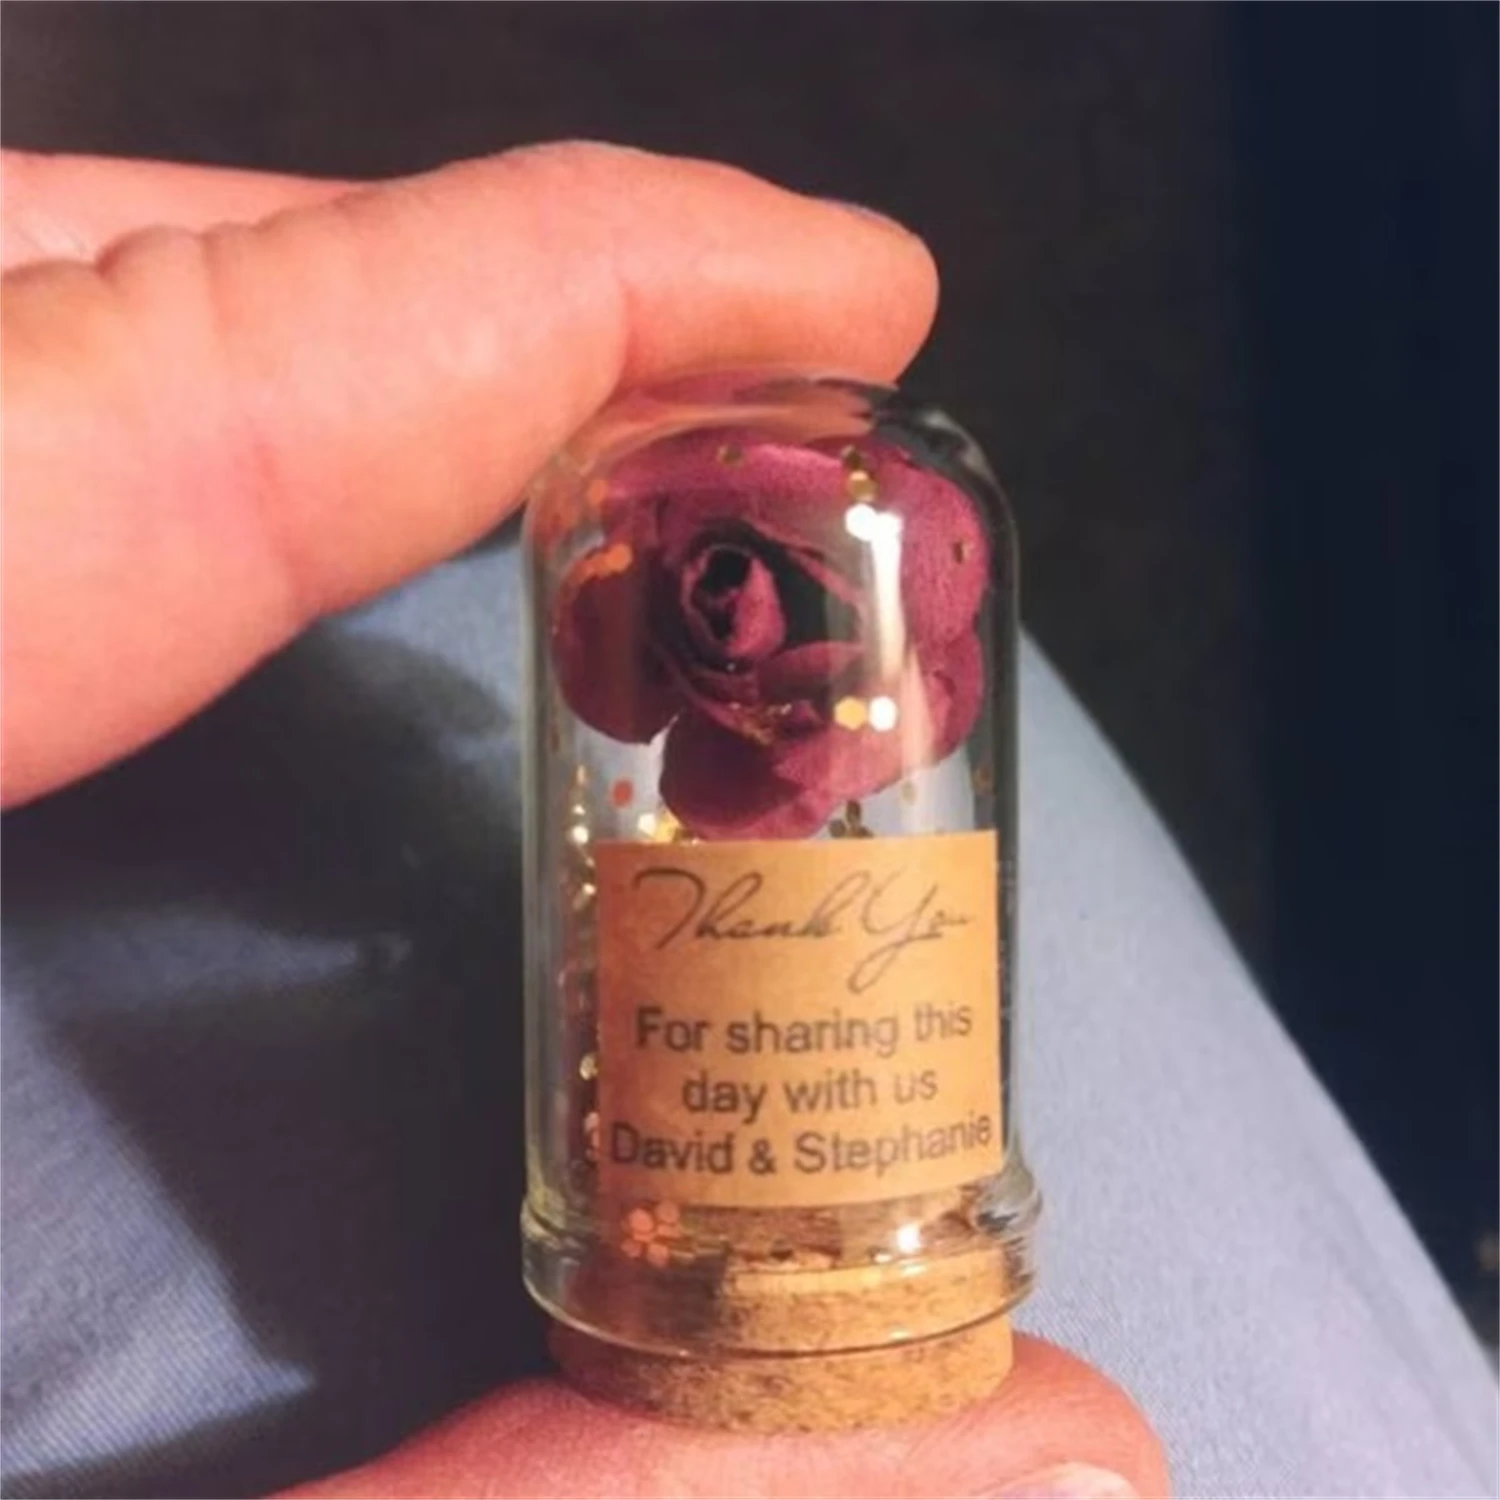 Thank You
For sharing this
day with us
David & Stephanie